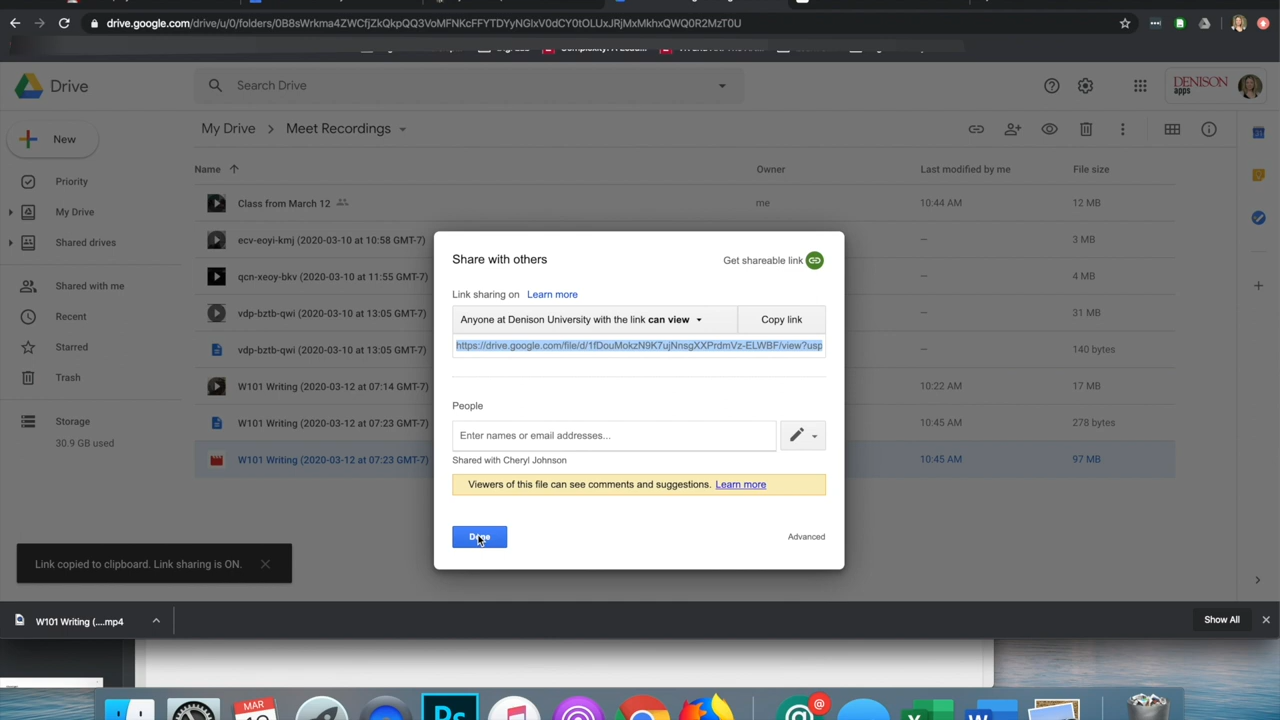 drive.google.com/drive/u/0/folders/0B8sWrkma4ZWCfjZkQkpQQ3VoMFNKcFFYTDYyNGlxV0dCY0tOLUxJRjMxMkhxQWQ0R2MzT0U
Drive
Search Drive
DENISON
apps
New
My Drive > Meet Recordings
Name
Owner
Last modified by me
File size
Priority
My Drive
Shared drives
Shared with me
Recent
Starred
Trash
Storage
30.9 GB used
Class from March 12
me
10:44 AM
12 MB
ecv-eoyi-kmj (2020-03-10 at 10:58 GMT-7)
—
3 MB
qcn-xeoy-bkv (2020-03-10 at 11:55 GMT-7)
—
4 MB
vdp-bztb-qwi (2020-03-10 at 13:05 GMT-7)
—
31 MB
vdp-bztb-qwi (2020-03-10 at 13:05 GMT-7)
—
140 bytes
W101 Writing (2020-03-12 at 07:23 GMT-7)
10:22 AM
17 MB
W101 Writing (2020-03-12 at 07:23 GMT-7)
10:45 AM
278 bytes
W101 Writing (2020-03-12 at 07:23 GMT-7)
10:45 AM
97 MB
Share with others
Get shareable link
Link sharing on Learn more
Anyone at Denison University with the link can view
Copy link
https://drive.google.com/file/d/1fDouMokzN9K7ujNnsgXXPrdmVz-ELWBF/view?usp
People
Enter names or email addresses...
Shared with Cheryl Johnson
Viewers of this file can see comments and suggestions. Learn more
Done
Advanced
Link copied to clipboard. Link sharing is ON.
W101 Writing (....mp4
Show All
MAR
Ps
@